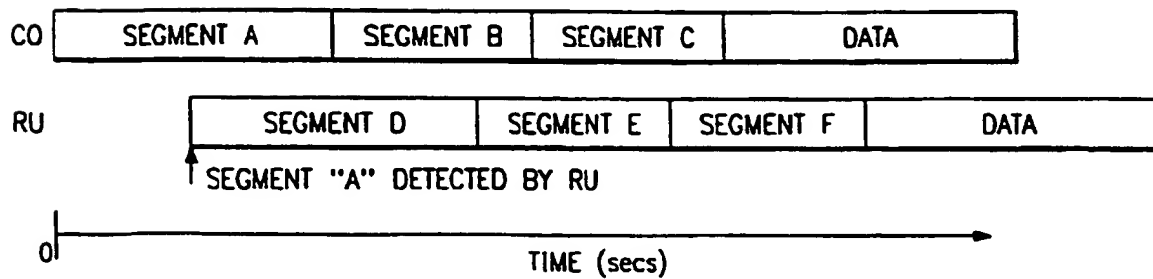 CO SEGMENT A SEGMENT B SEGMENT C DATA
RU SEGMENT D SEGMENT E SEGMENT F DATA
SEGMENT "A" DETECTED BY RU
0
TIME (secs)